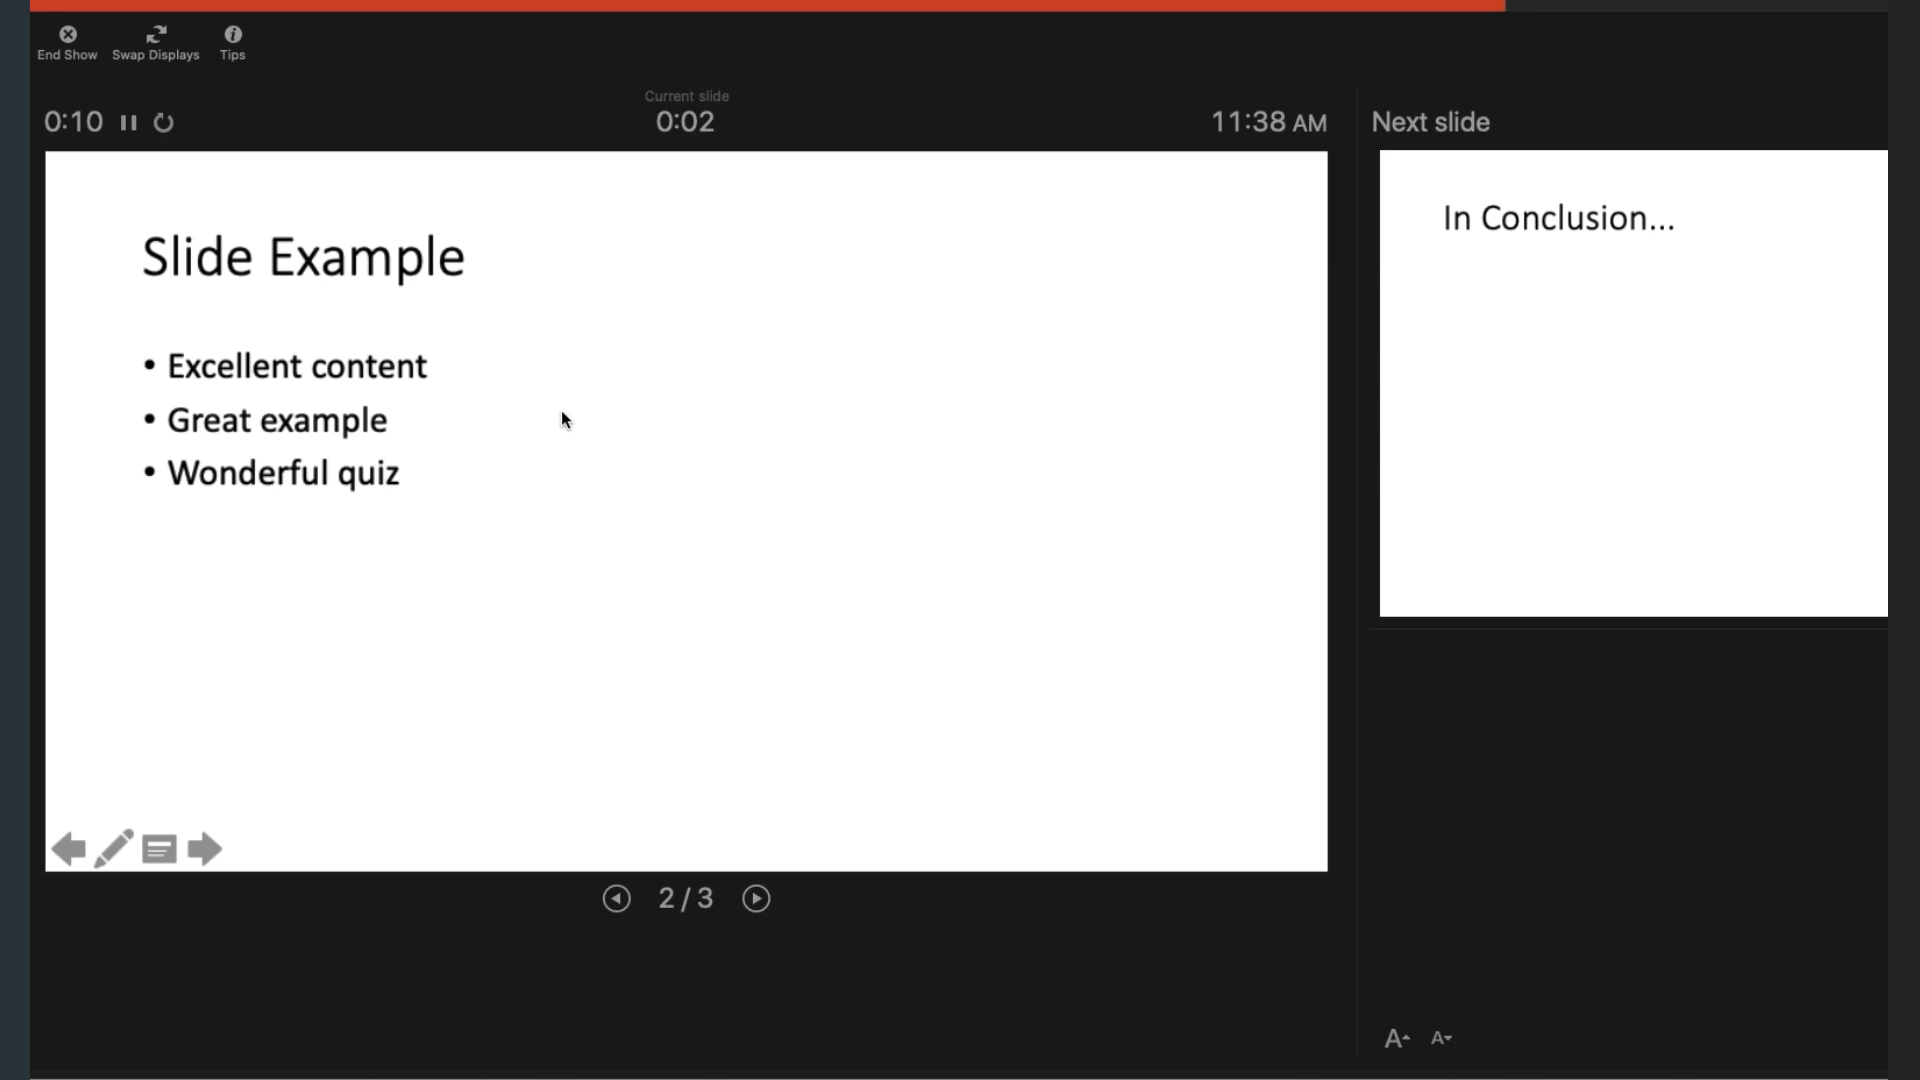 End Show Swap Displays Tips
Current slide
0:10 0:02 11:38 AM
Next slide
Slide Example
• Excellent content
• Great example
• Wonderful quiz
In Conclusion...
2 / 3
A A